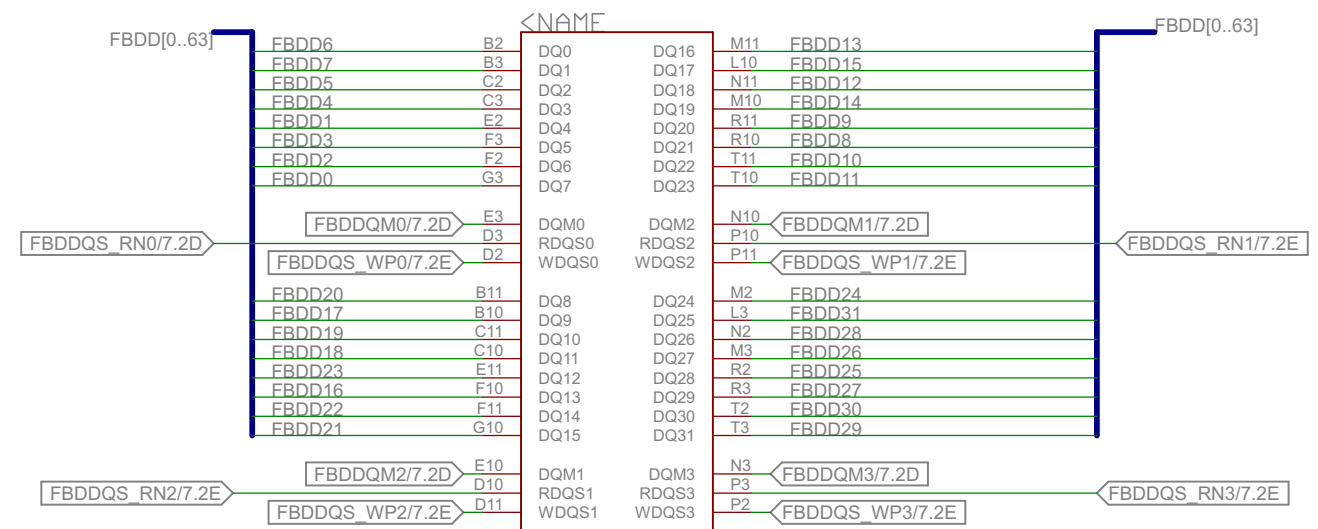 <NAME
FBDD[0..63]
FBDD[0..63]
FBDD6 B2 DQ0 DQ16 M11 FBDD13
FBDD7 B3 DQ1 DQ17 L10 FBDD15
FBDD5 C2 DQ2 DQ18 N11 FBDD12
FBDD4 C3 DQ3 DQ19 M10 FBDD14
FBDD1 E2 DQ4 DQ20 R11 FBDD9
FBDD3 F3 DQ5 DQ21 R10 FBDD8
FBDD2 F2 DQ6 DQ22 T11 FBDD10
FBDD0 G3 DQ7 DQ23 T10 FBDD11
FBDDQM0/7.2D E3 DQM0 DQM2 N10 FBDDQM1/7.2D
FBDDQS_RN0/7.2D D3 RDQS0 RDQS2 P10 FBDDQS_RN1/7.2E
FBDDQS_WP0/7.2E D2 WDQS0 WDQS2 P11 FBDDQS_WP1/7.2E
FBDD20 B11 DQ8 DQ24 M2 FBDD24
FBDD17 B10 DQ9 DQ25 L3 FBDD31
FBDD19 C11 DQ10 DQ26 N2 FBDD28
FBDD18 C10 DQ11 DQ27 M3 FBDD26
FBDD23 E11 DQ12 DQ28 R2 FBDD25
FBDD16 F10 DQ13 DQ29 R3 FBDD27
FBDD22 F11 DQ14 DQ30 T2 FBDD30
FBDD21 G10 DQ15 DQ31 T3 FBDD29
FBDDQM2/7.2D E10 DQM1 DQM3 N3 FBDDQM3/7.2D
FBDDQS_RN2/7.2E D10 RDQS1 RDQS3 P3 FBDDQS_RN3/7.2E
FBDDQS_WP2/7.2E D11 WDQS1 WDQS3 P2 FBDDQS_WP3/7.2E